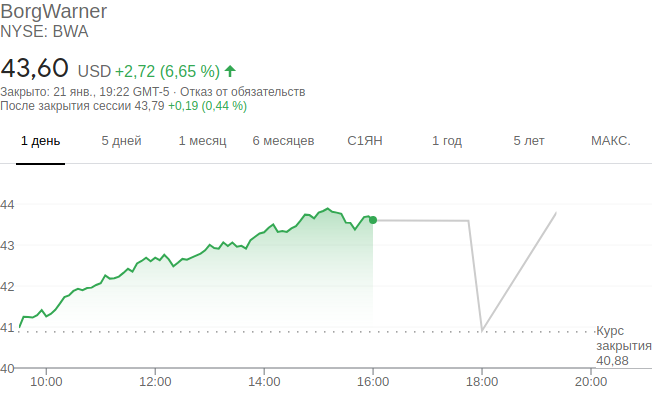 BorgWarner
NYSE: BWA
43,60 USD +2,72 (6,65 %)
Закрыто: 21 янв., 19:22 GMT-5 · Отказ от обязательств
После закрытия сессии 43,79 +0,19 (0,44 %)
1 день 5 дней 1 месяц 6 месяцев С1ЯН 1 год 5 лет МАКС.
44
43
42
41
Курс
закрытия
40,88
40
10:00 12:00 14:00 16:00 18:00 20:00